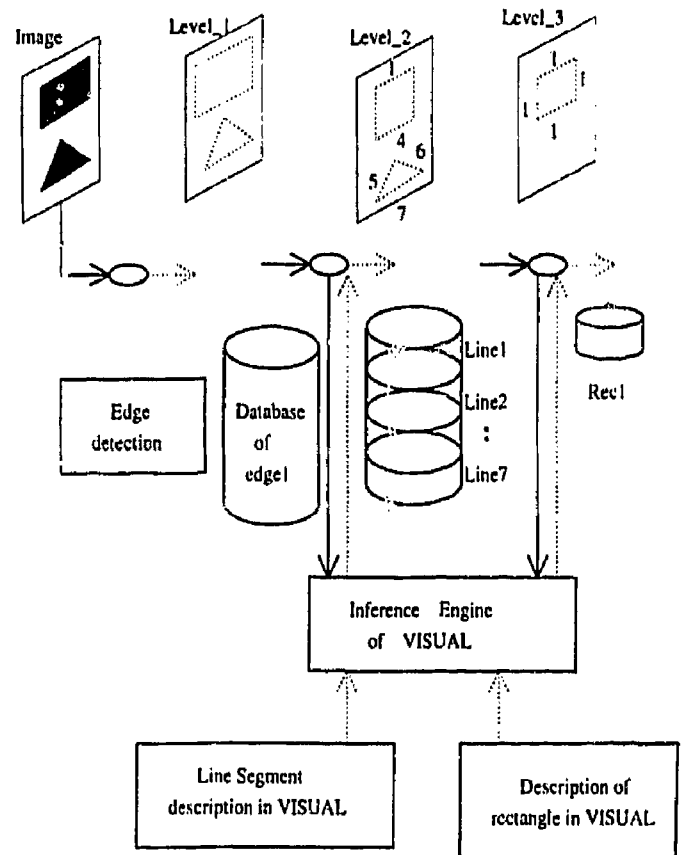 Image
Level_1
Level_2
Level_3
1
4
5
6
7
1
1
1
1
Edge
detection
Database
of
edge1
Line1
Line2
:
Line7
Rec1
Inference Engine
of VISUAL
Line Segment
description in VISUAL
Description of
rectangle in VISUAL